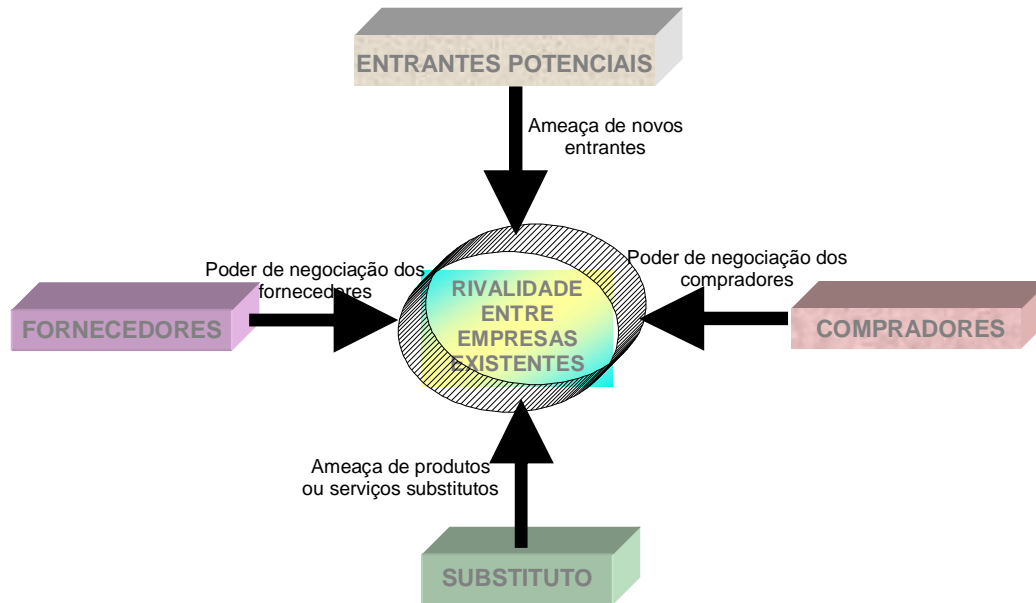 ENTRANTES POTENCIAIS
Ameaça de novos
entrantes
Poder de negociação dos
fornecedores
Poder de negociação dos
compradores
RIVALIDADE
ENTRE
EMPRESAS
EXISTENTES
FORNECEDORES
COMPRADORES
Ameaça de produtos
ou serviços substitutos
SUBSTITUTO